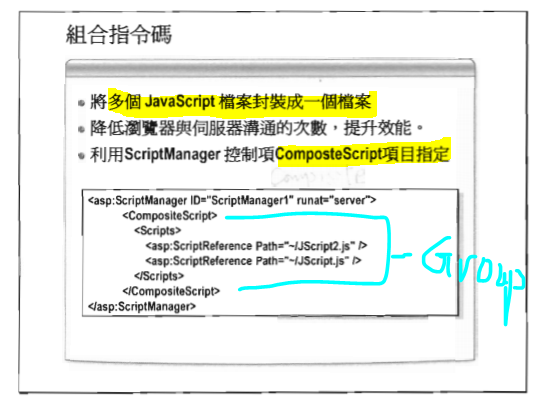 組合指令碼
將多個 JavaScript 檔案封裝成一個檔案
降低瀏覽器與伺服器溝通的次數，提升效能。
利用ScriptManager 控制項ComposteScript項目指定
Composite
<asp:ScriptManager ID="ScriptManager1" runat="server">
<CompositeScript>
<Scripts>
<asp:ScriptReference Path="~/JScript2.js" />
<asp:ScriptReference Path="~/JScript.js" />
</Scripts>
</CompositeScript>
</asp:ScriptManager>
Group